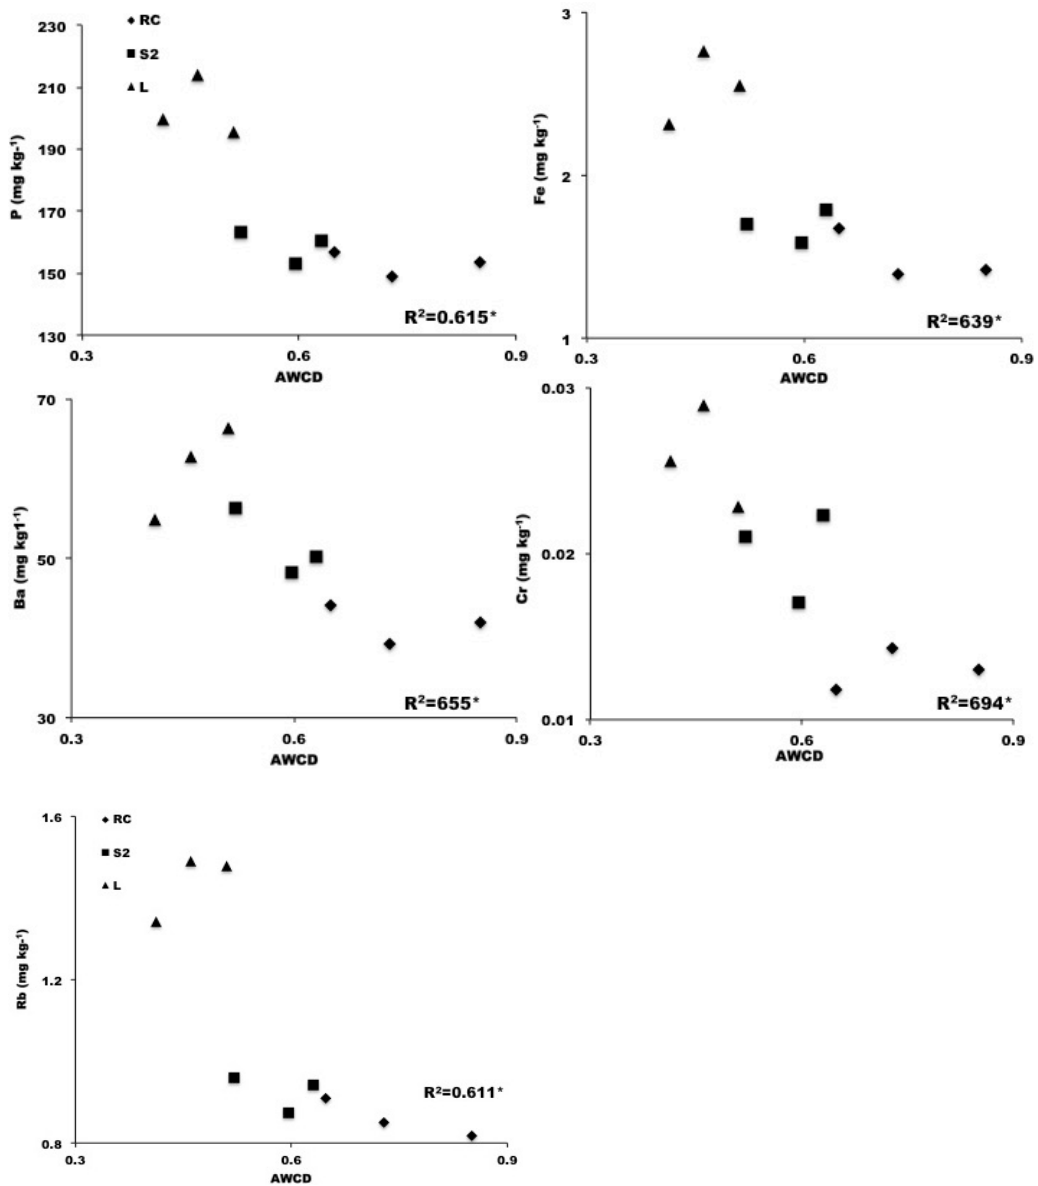 RC
S2
L
230
210
190
170
150
130
P (mg kg-1)
R2=0.615*
0.3
0.6
0.9
AWCD
3
2
1
Fe (mg kg-1)
R2=639*
0.3
0.6
0.9
AWCD
70
50
30
Ba (mg kg1-1)
R2=655*
0.3
0.6
0.9
AWCD
0.03
0.02
0.01
Cr (mg kg-1)
R2=694*
0.3
0.6
0.9
AWCD
RC
S2
L
1.6
1.2
0.8
Rb (mg kg-1)
R2=0.611*
0.3
0.6
0.9
AWCD